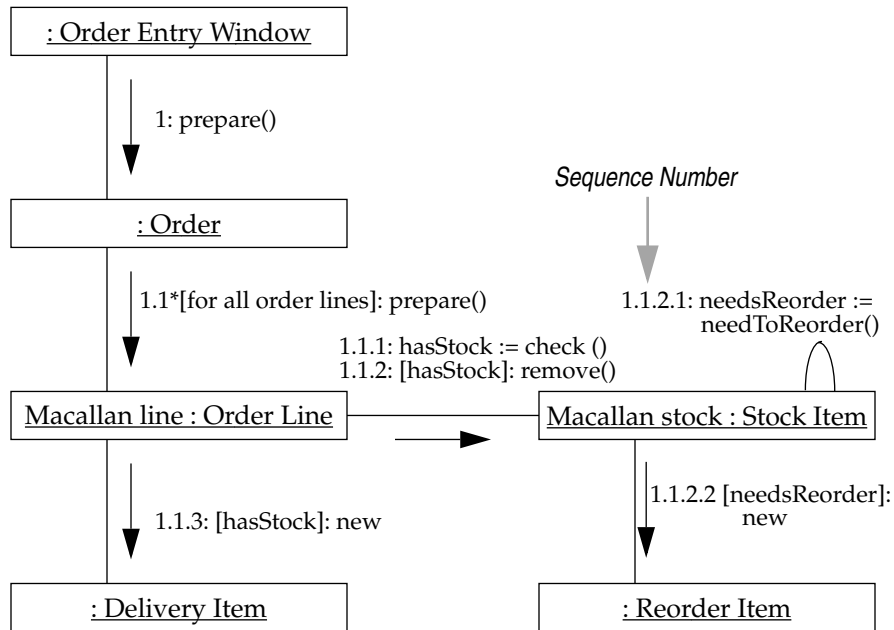 : Order Entry Window
1: prepare()
Sequence Number
: Order
1.1*[for all order lines]: prepare()
1.1.2.1: needsReorder :=
needToReorder()
1.1.1: hasStock := check ()
1.1.2: [hasStock]: remove()
Macallan line : Order Line
Macallan stock : Stock Item
1.1.3: [hasStock]: new
1.1.2.2 [needsReorder]:
new
: Delivery Item
: Reorder Item